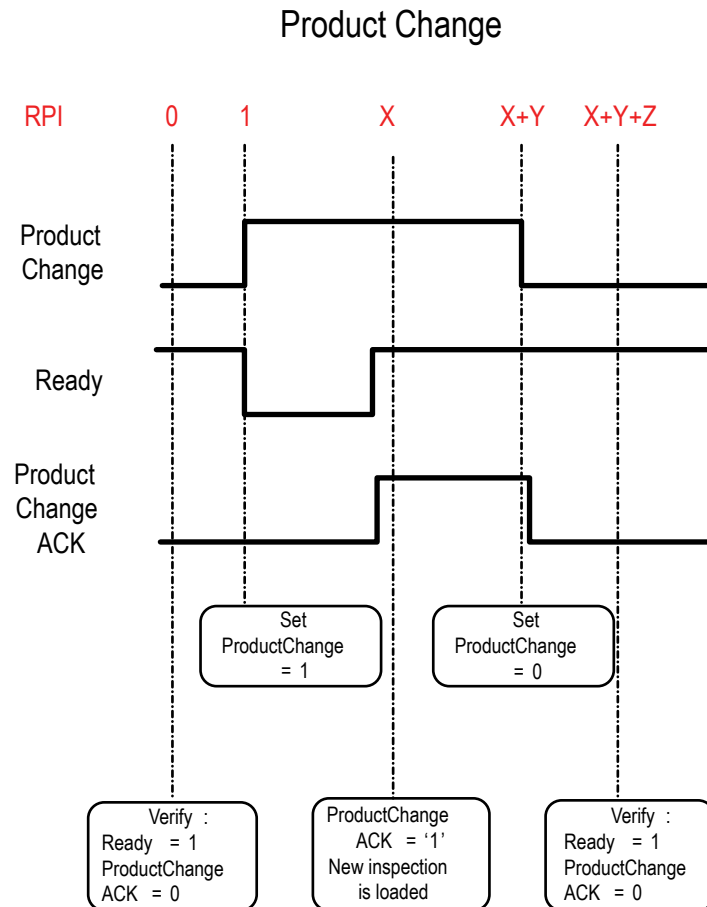 Product Change
RPI 0 1 X X+Y X+Y+Z
Product
Change
Ready
Product
Change
ACK
Set
ProductChange
= 1
Set
ProductChange
= 0
Verify :
Ready = 1
ProductChange
ACK = 0
ProductChange
ACK = ‘1’
New inspection
is loaded
Verify :
Ready = 1
ProductChange
ACK = 0